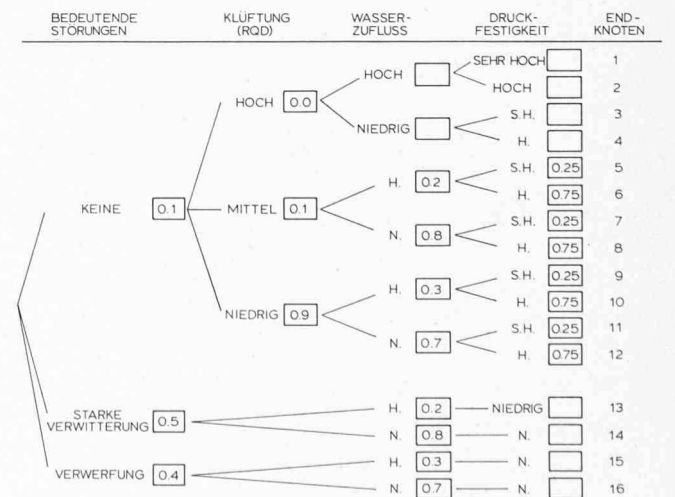 BEDEUTENDE STÖRUNGEN KLÜFTUNG (RQD) WASSER-ZUFLUSS DRUCK-FESTIGKEIT END-KNOTEN
SEHR HOCH 1
HOCH
HOCH 2
HOCH 0.0
S.H. 3
NIEDRIG
H. 4
S.H. 0.25 5
H. 0.2
H. 0.75 6
KEINE 0.1 MITTEL 0.1
S.H. 0.25 7
N. 0.8
H. 0.75 8
S.H. 0.25 9
H. 0.3
H. 0.75 10
NIEDRIG 0.9
S.H. 0.25 11
N. 0.7
H. 0.75 12
STARKE VERWITTERUNG 0.5
H. 0.2 NIEDRIG 13
N. 0.8 N. 14
VERWERFUNG 0.4
H. 0.3 N. 15
N. 0.7 N. 16